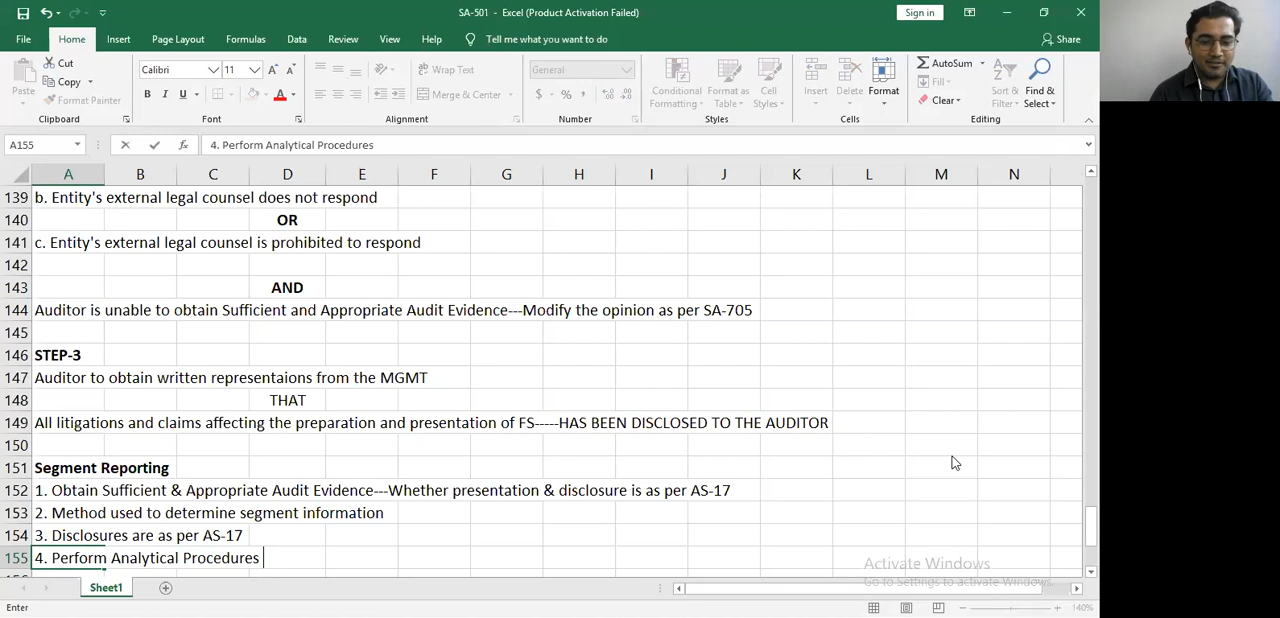 SA-501 - Excel (Product Activation Failed)
Sign in
File Home Insert Page Layout Formulas Data Review View Help Tell me what you want to do Share
Paste Cut Copy Format Painter Clipboard
Calibri 11 A A B I U A Font
Wrap Text Merge & Center Alignment
General $ % , Number
Conditional Formatting Format as Table Cell Styles Styles
Insert Delete Format Cells
AutoSum Fill Clear Sort & Filter Find & Select Editing
A155 fx 4. Perform Analytical Procedures
A B C D E F G H I J K L M N
139 b. Entity's external legal counsel does not respond
140 OR
141 c. Entity's external legal counsel is prohibited to respond
142
143 AND
144 Auditor is unable to obtain Sufficient and Appropriate Audit Evidence---Modify the opinion as per SA-705
145
146 STEP-3
147 Auditor to obtain written representaions from the MGMT
148 THAT
149 All litigations and claims affecting the preparation and presentation of FS-----HAS BEEN DISCLOSED TO THE AUDITOR
150
151 Segment Reporting
152 1. Obtain Sufficient & Appropriate Audit Evidence---Whether presentation & disclosure is as per AS-17
153 2. Method used to determine segment information
154 3. Disclosures are as per AS-17
155 4. Perform Analytical Procedures
Activate Windows
Go to Settings to activate Windows.
Sheet1
Enter 140%